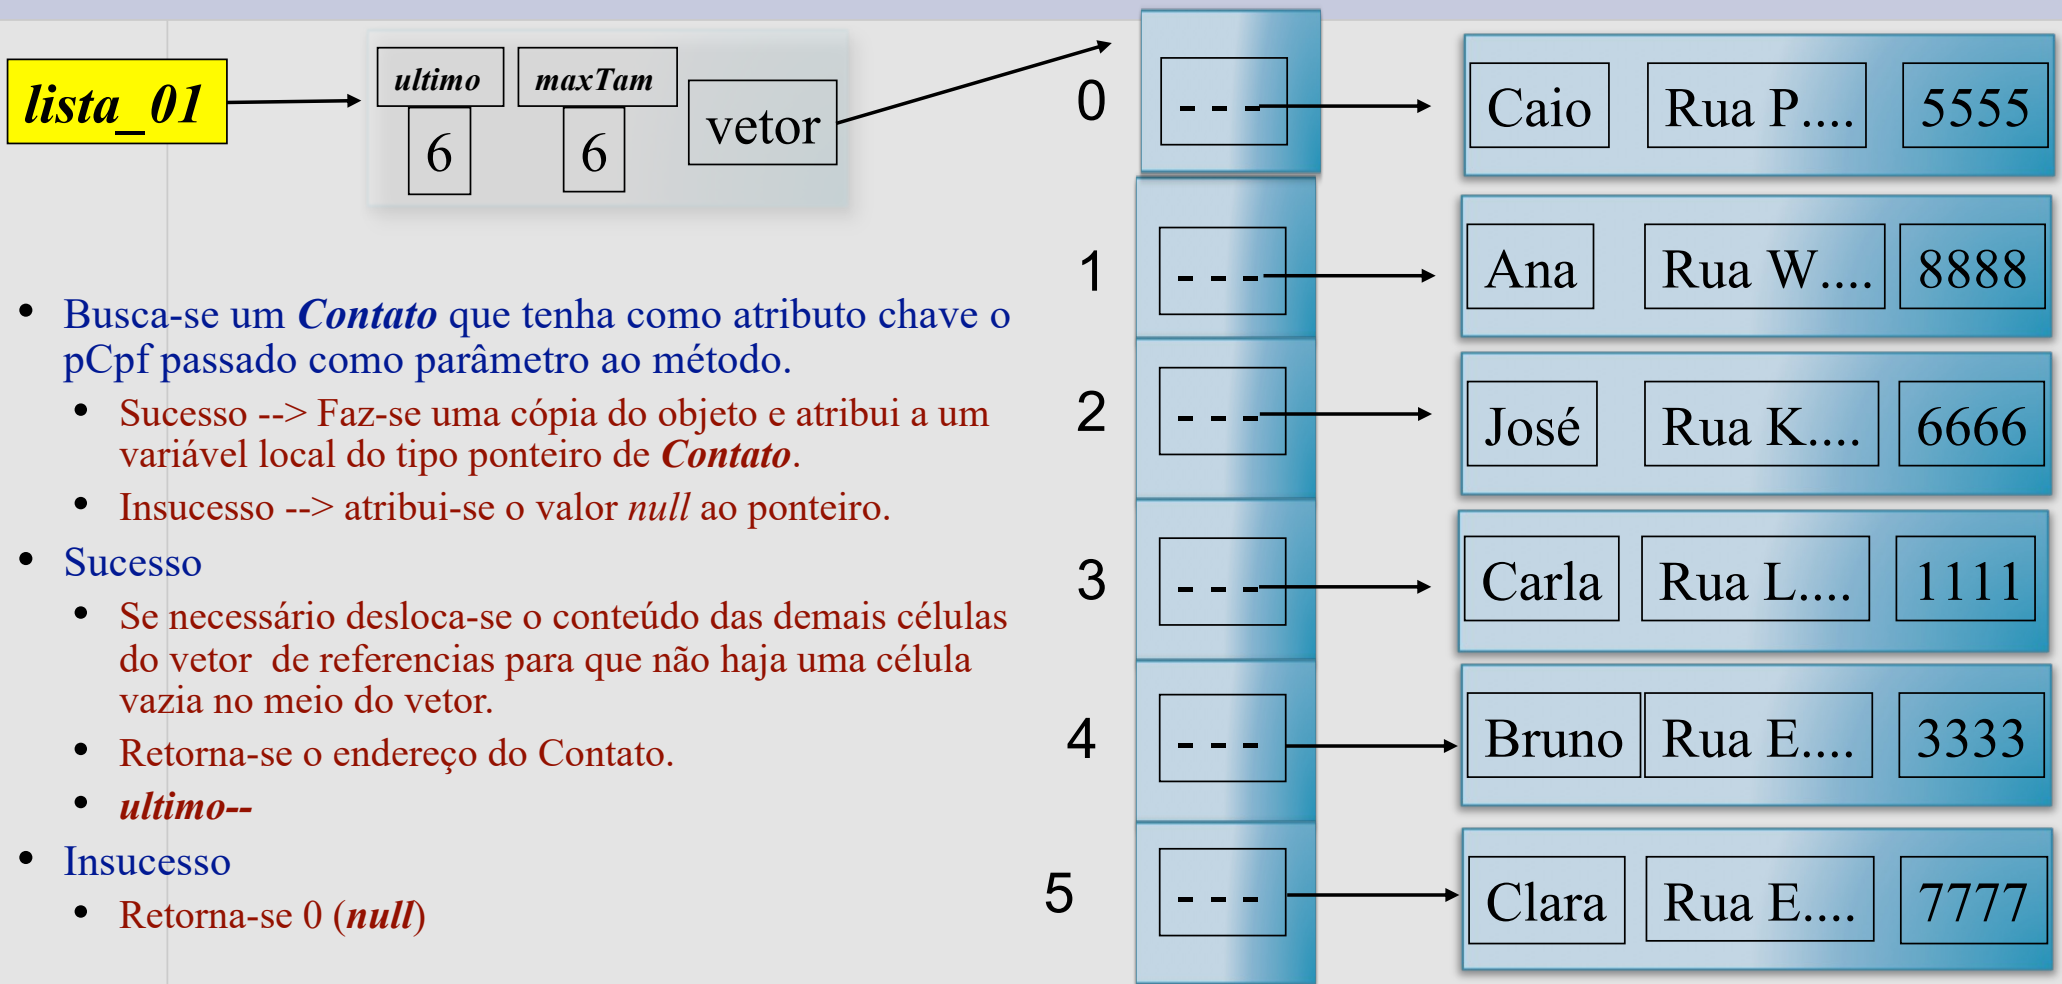 lista_01
ultimo
maxTam
6
6
vetor
• Busca-se um Contato que tenha como atributo chave o
pCpf passado como parâmetro ao método.
• Sucesso --> Faz-se uma cópia do objeto e atribui a um
variável local do tipo ponteiro de Contato.
• Insucesso --> atribui-se o valor null ao ponteiro.
• Sucesso
• Se necessário desloca-se o conteúdo das demais células
do vetor de referencias para que não haja uma célula
vazia no meio do vetor.
• Retorna-se o endereço do Contato.
• ultimo--
• Insucesso
• Retorna-se 0 (null)
0 - - - Caio Rua P.... 5555
1 - - - Ana Rua W.... 8888
2 - - - José Rua K.... 6666
3 - - - Carla Rua L.... 1111
4 - - - Bruno Rua E.... 3333
5 - - - Clara Rua E.... 7777